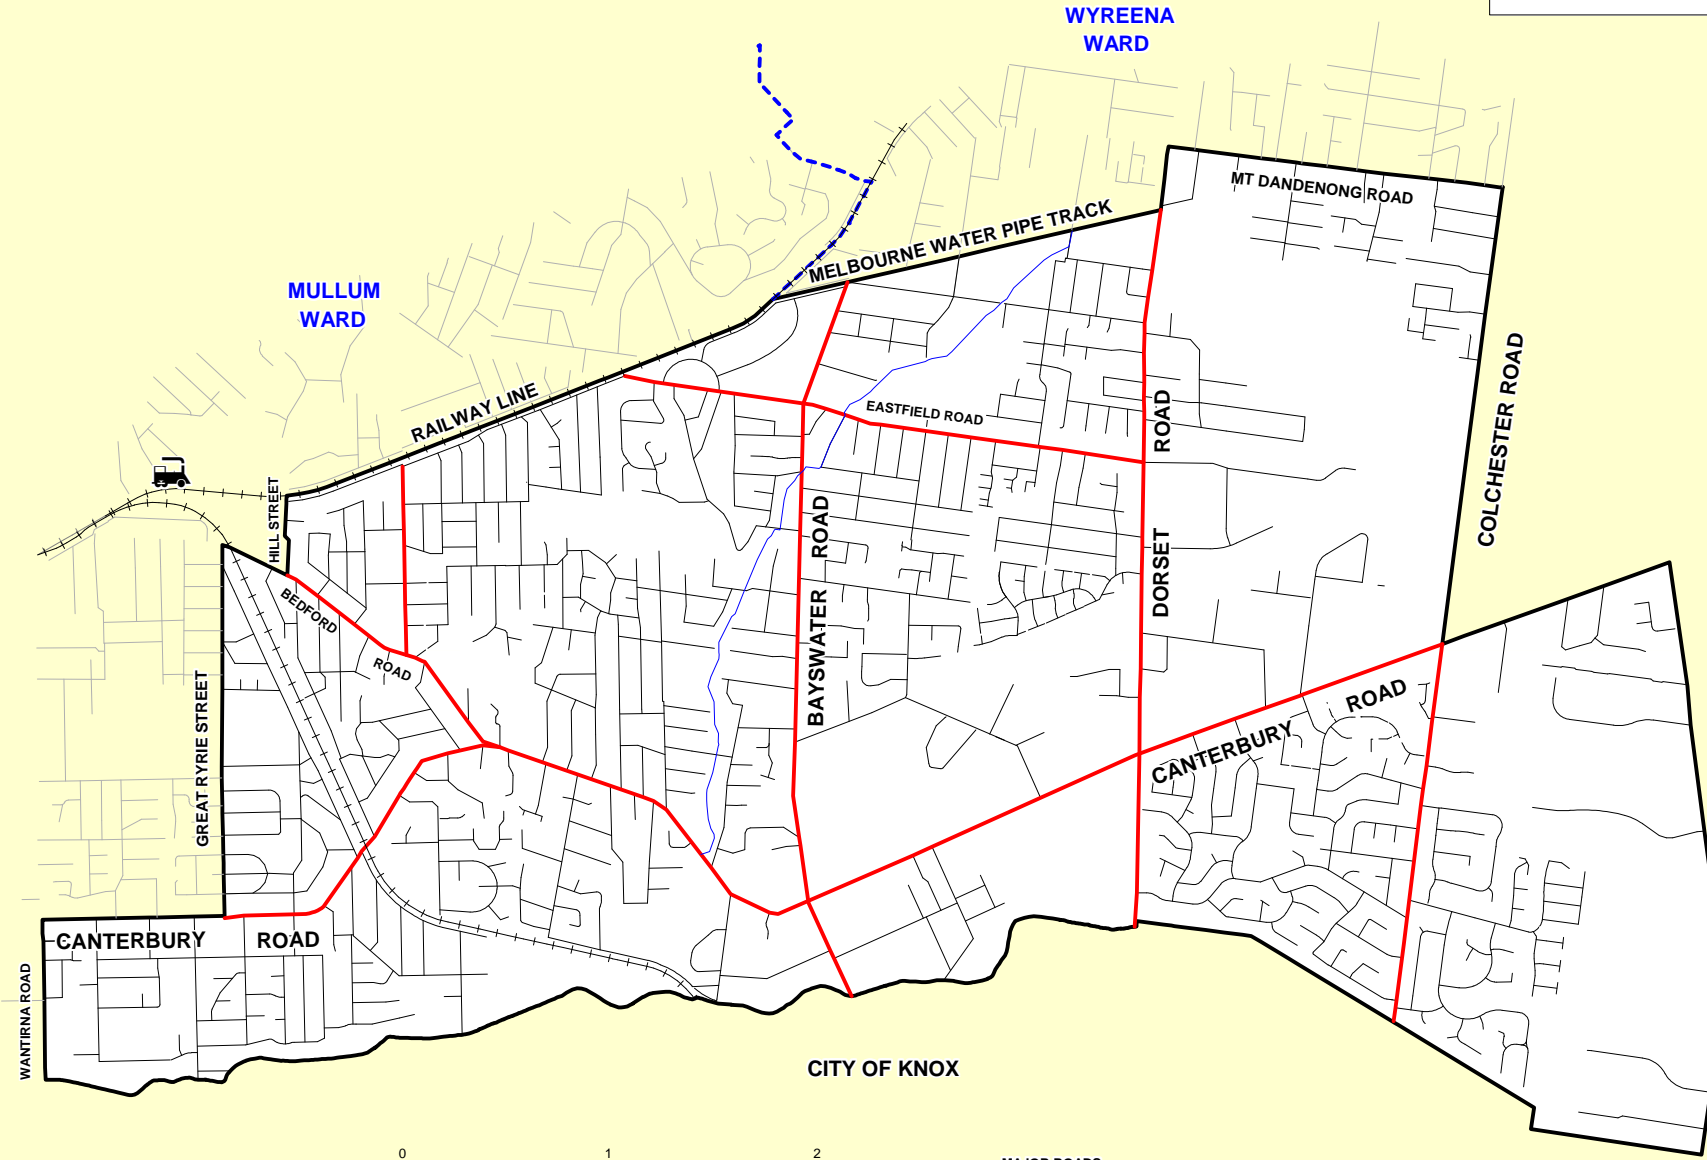 WYREENA
WARD
MT DANDENONG ROAD
MELBOURNE WATER PIPE TRACK
MULLUM
WARD
RAILWAY LINE
EASTFIELD ROAD
ROAD
COLCHESTER ROAD
HILL STREET
BAYSWATER ROAD
DORSET
BEDFORD
ROAD
GREAT RYRIE STREET
ROAD
CANTERBURY
CANTERBURY ROAD
WANTIRNA ROAD
CITY OF KNOX
0 1 2
MAJOR ROADS